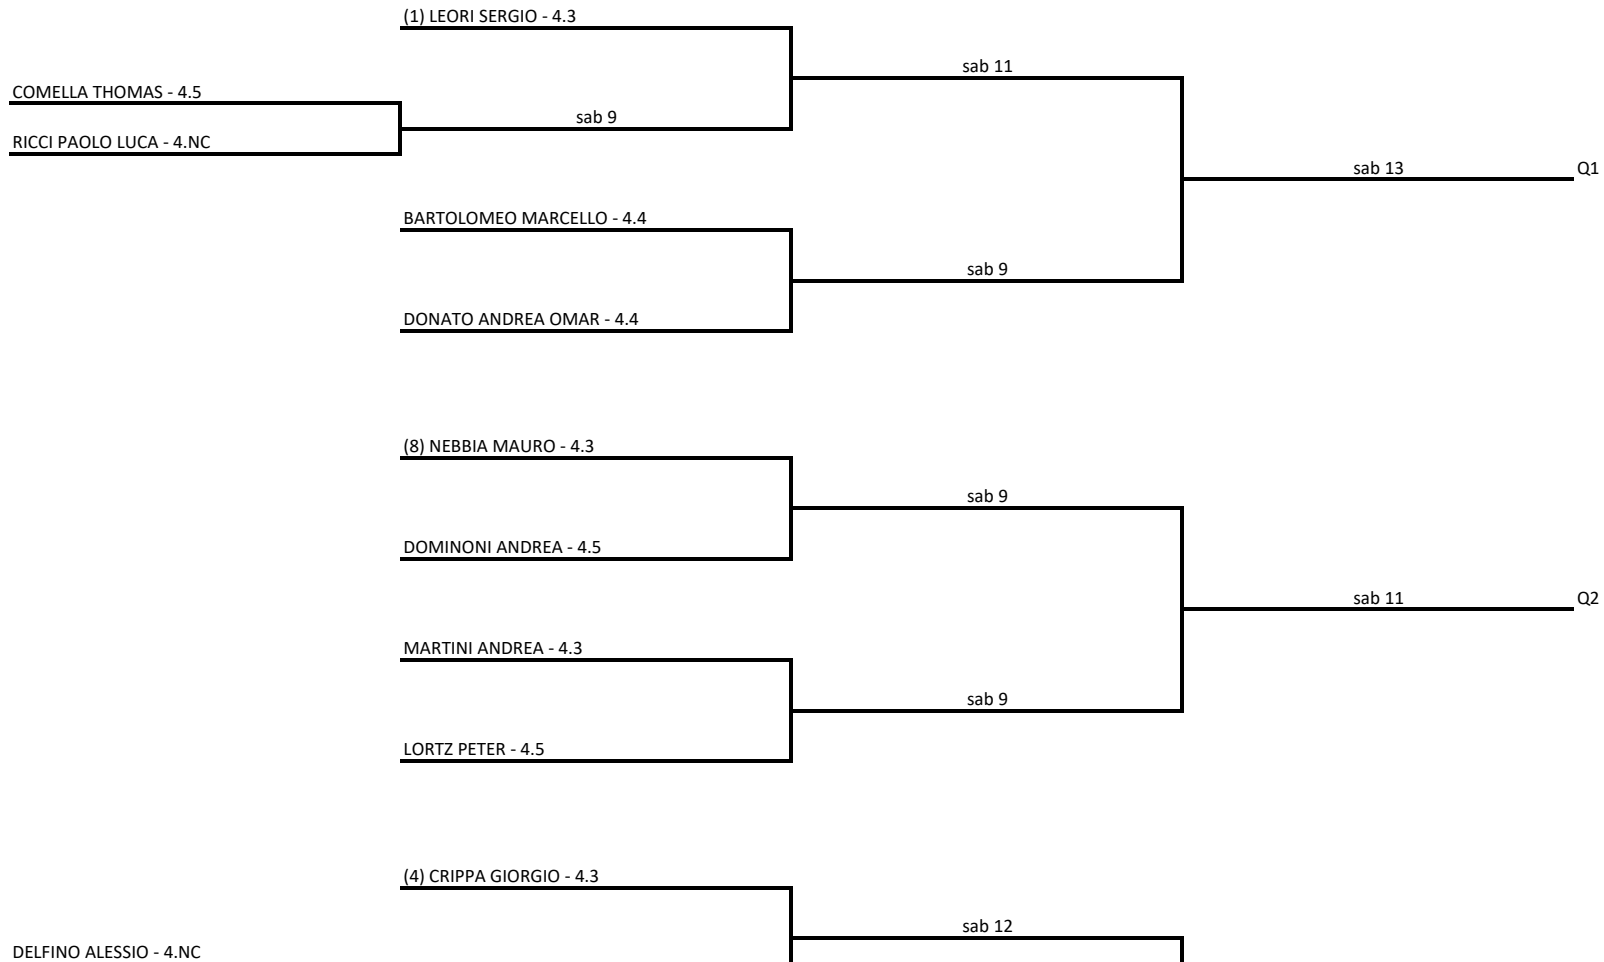 (1) LEORI SERGIO - 4.3
sab 11
COMELLA THOMAS - 4.5
sab 9
RICCI PAOLO LUCA - 4.NC
sab 13
Q1
BARTOLOMEO MARCELLO - 4.4
sab 9
DONATO ANDREA OMAR - 4.4
(8) NEBBIA MAURO - 4.3
sab 9
DOMINONI ANDREA - 4.5
sab 11
Q2
MARTINI ANDREA - 4.3
sab 9
LORTZ PETER - 4.5
(4) CRIPPA GIORGIO - 4.3
sab 12
DELFINO ALESSIO - 4.NC